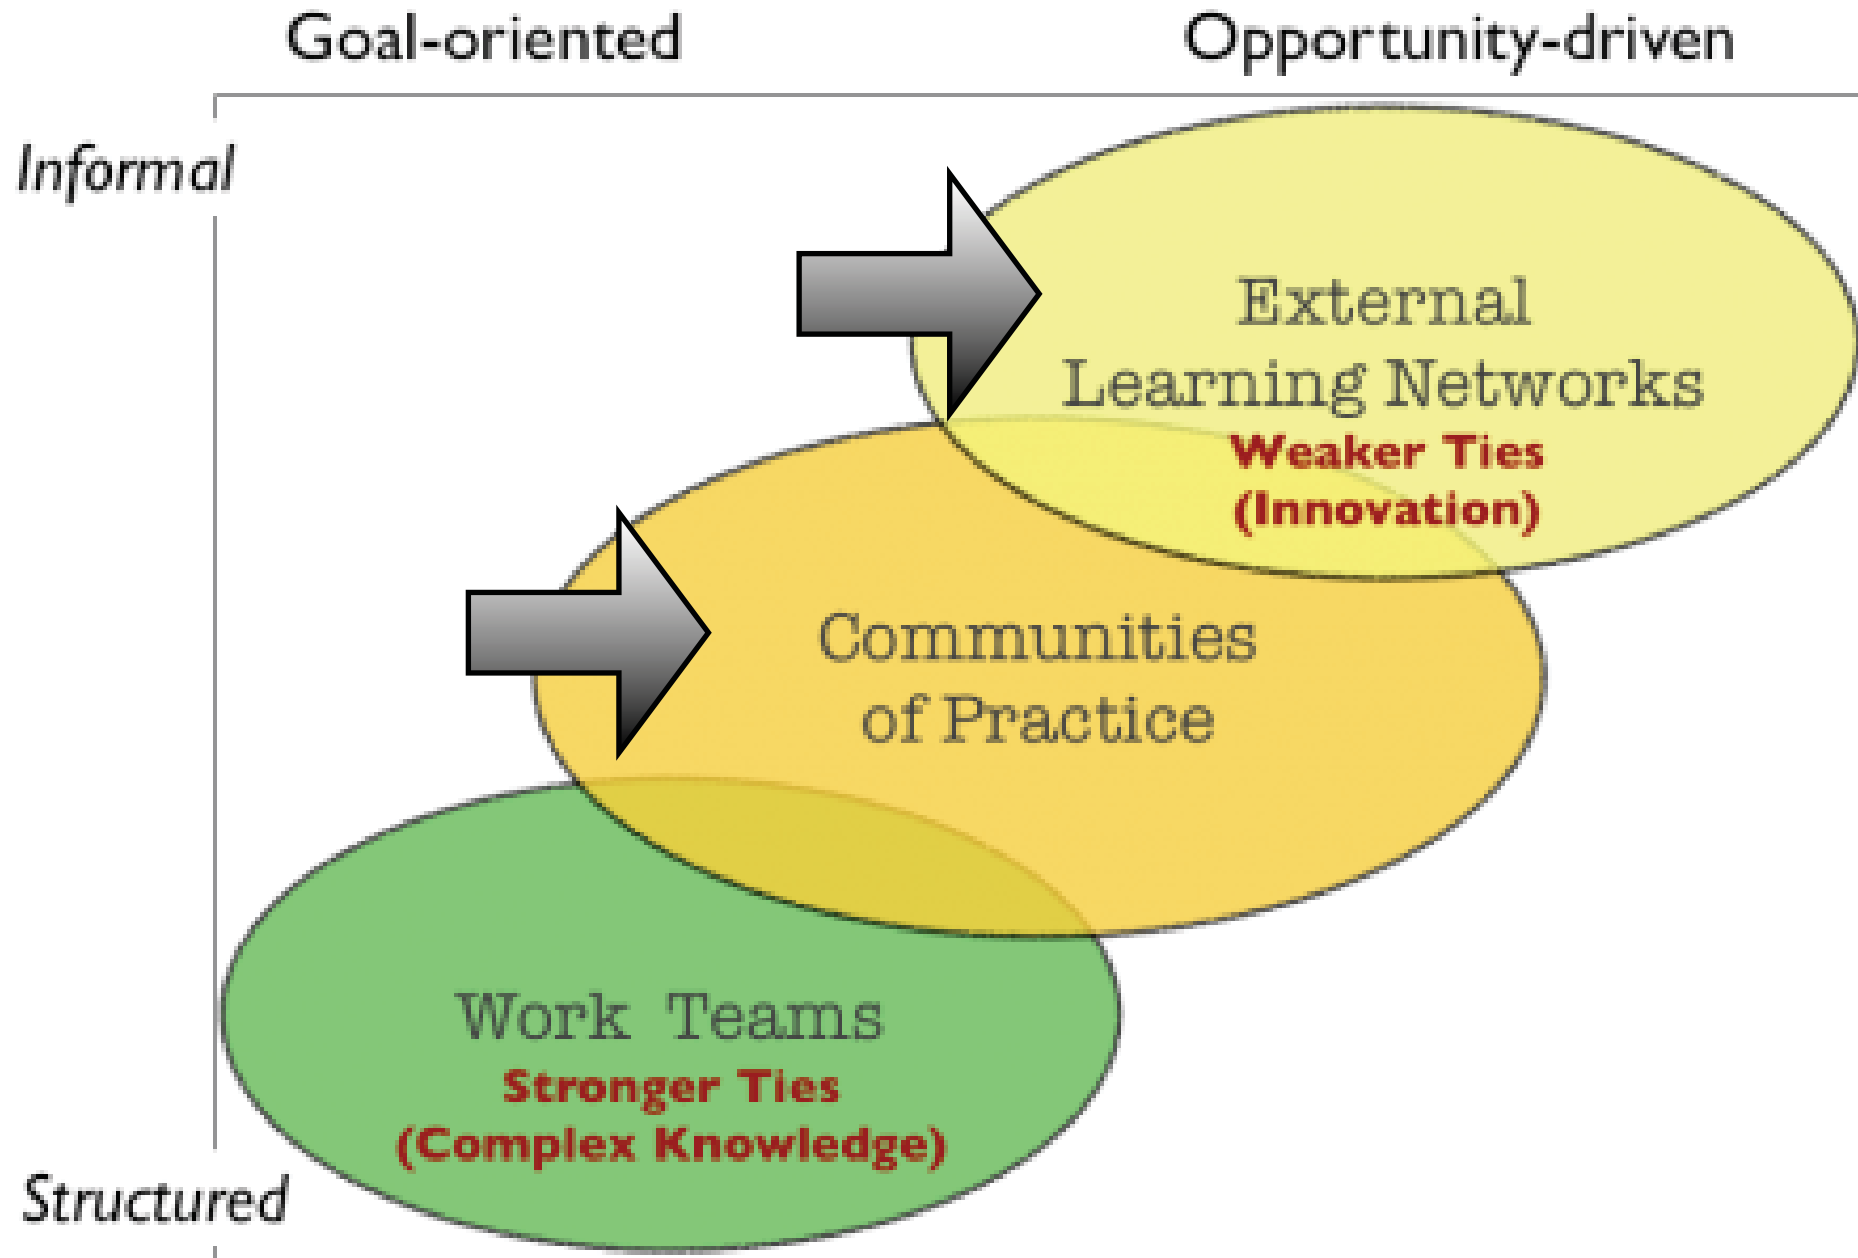 Goal-oriented
Opportunity-driven
Informal
External
Learning Networks
Weaker Ties
(Innovation)
Communities
of Practice
Work Teams
Stronger Ties
(Complex Knowledge)
Structured